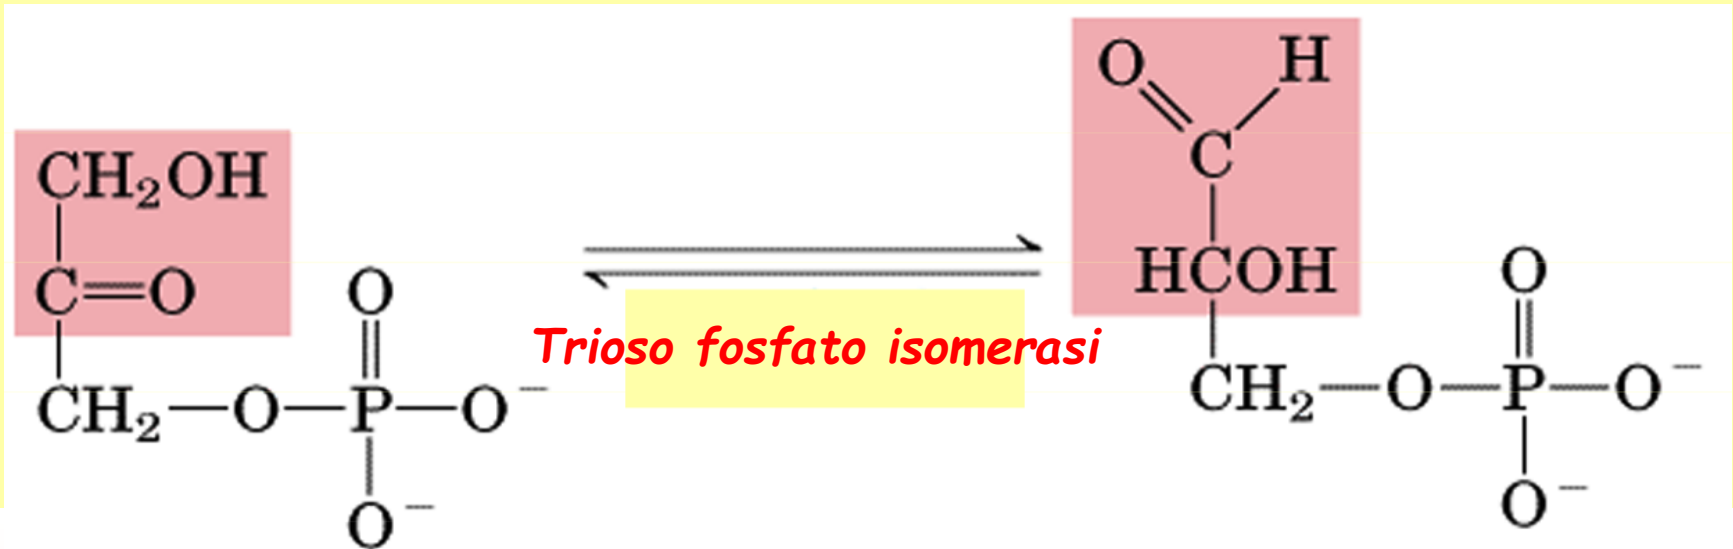 CH₂OH
C=O
CH₂—O—P—O⁻
O
O⁻
Trioso fosfato isomerasi
O H
C
HCOH
CH₂—O—P—O⁻
O
O⁻